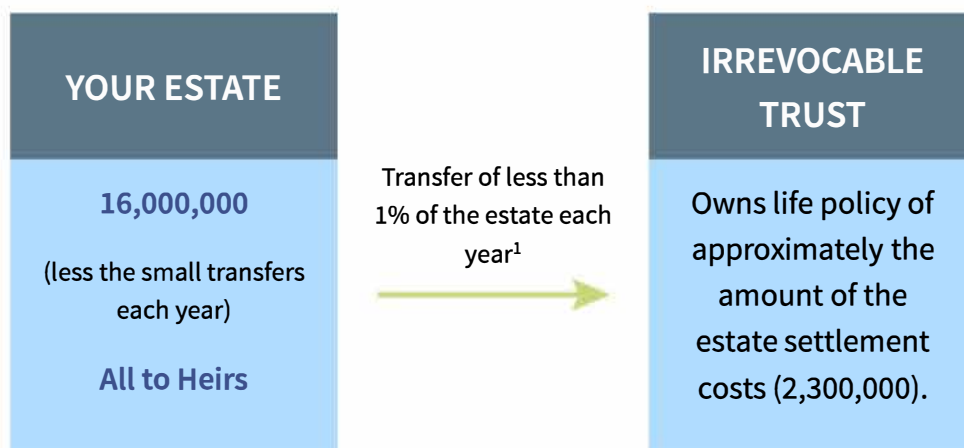 YOUR ESTATE
16,000,000
(less the small transfers
each year)
All to Heirs
Transfer of less than
1% of the estate each
year¹
IRREVOCABLE
TRUST
Owns life policy of
approximately the
amount of the
estate settlement
costs (2,300,000).